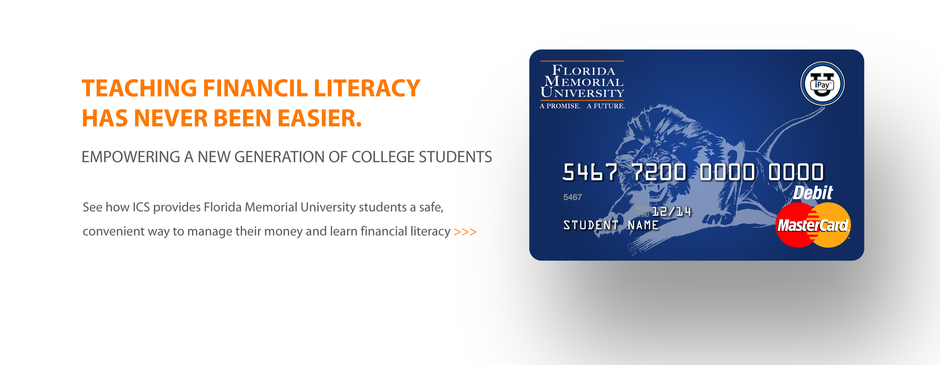 TEACHING FINANCIL LITERACY
HAS NEVER BEEN EASIER.
EMPOWERING A NEW GENERATION OF COLLEGE STUDENTS
See how ICS provides Florida Memorial University students a safe,
convenient way to manage their money and learn financial literacy >>>
FLORIDA
MEMORIAL
UNIVERSITY
A PROMISE. A FUTURE.
U
iPay
5467 7200 0000 0000
5467
Debit
12/14
STUDENT NAME
MasterCard